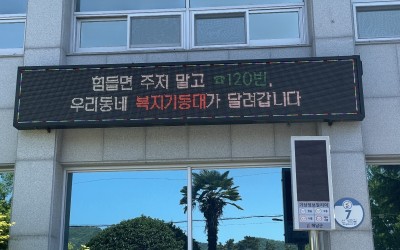 힘들면 주저 말고 ☎120번,
우리동네 복지기동대가 달려갑니다
7